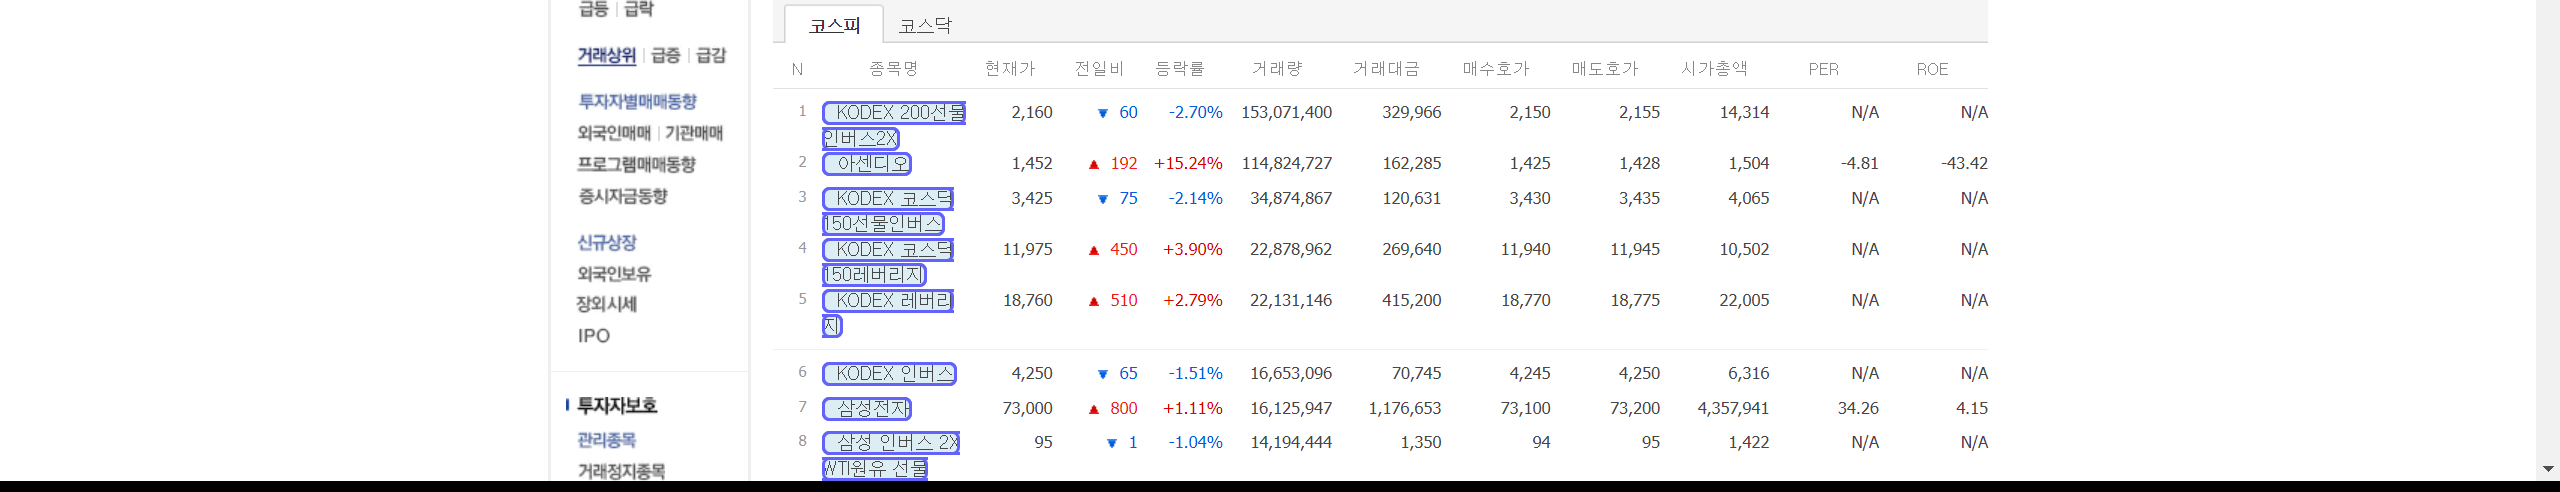 급등 | 급락
거래상위 | 급증 | 급감
투자자별매매동향
외국인매매 | 기관매매
프로그램매매동향
증시자금동향
신규상장
외국인보유
장외시세
IPO
투자자보호
관리종목
거래정지종목
코스피 코스닥
N 종목명 현재가 전일비 등락률 거래량 거래대금 매수호가 매도호가 시가총액 PER ROE
1 KODEX 200선물 2,160 ▼ 60 -2.70% 153,071,400 329,966 2,150 2,155 14,314 N/A N/A
인버스2X
2 아센디오 1,452 ▲ 192 +15.24% 114,824,727 162,285 1,425 1,428 1,504 -4.81 -43.42
3 KODEX 코스닥 3,425 ▼ 75 -2.14% 34,874,867 120,631 3,430 3,435 4,065 N/A N/A
150선물인버스
4 KODEX 코스닥 11,975 ▲ 450 +3.90% 22,878,962 269,640 11,940 11,945 10,502 N/A N/A
150레버리지
5 KODEX 레버리 18,760 ▲ 510 +2.79% 22,131,146 415,200 18,770 18,775 22,005 N/A N/A
지
6 KODEX 인버스 4,250 ▼ 65 -1.51% 16,653,096 70,745 4,245 4,250 6,316 N/A N/A
7 삼성전자 73,000 ▲ 800 +1.11% 16,125,947 1,176,653 73,100 73,200 4,357,941 34.26 4.15
8 삼성 인버스 2X 95 ▼ 1 -1.04% 14,194,444 1,350 94 95 1,422 N/A N/A
WTI원유 선물